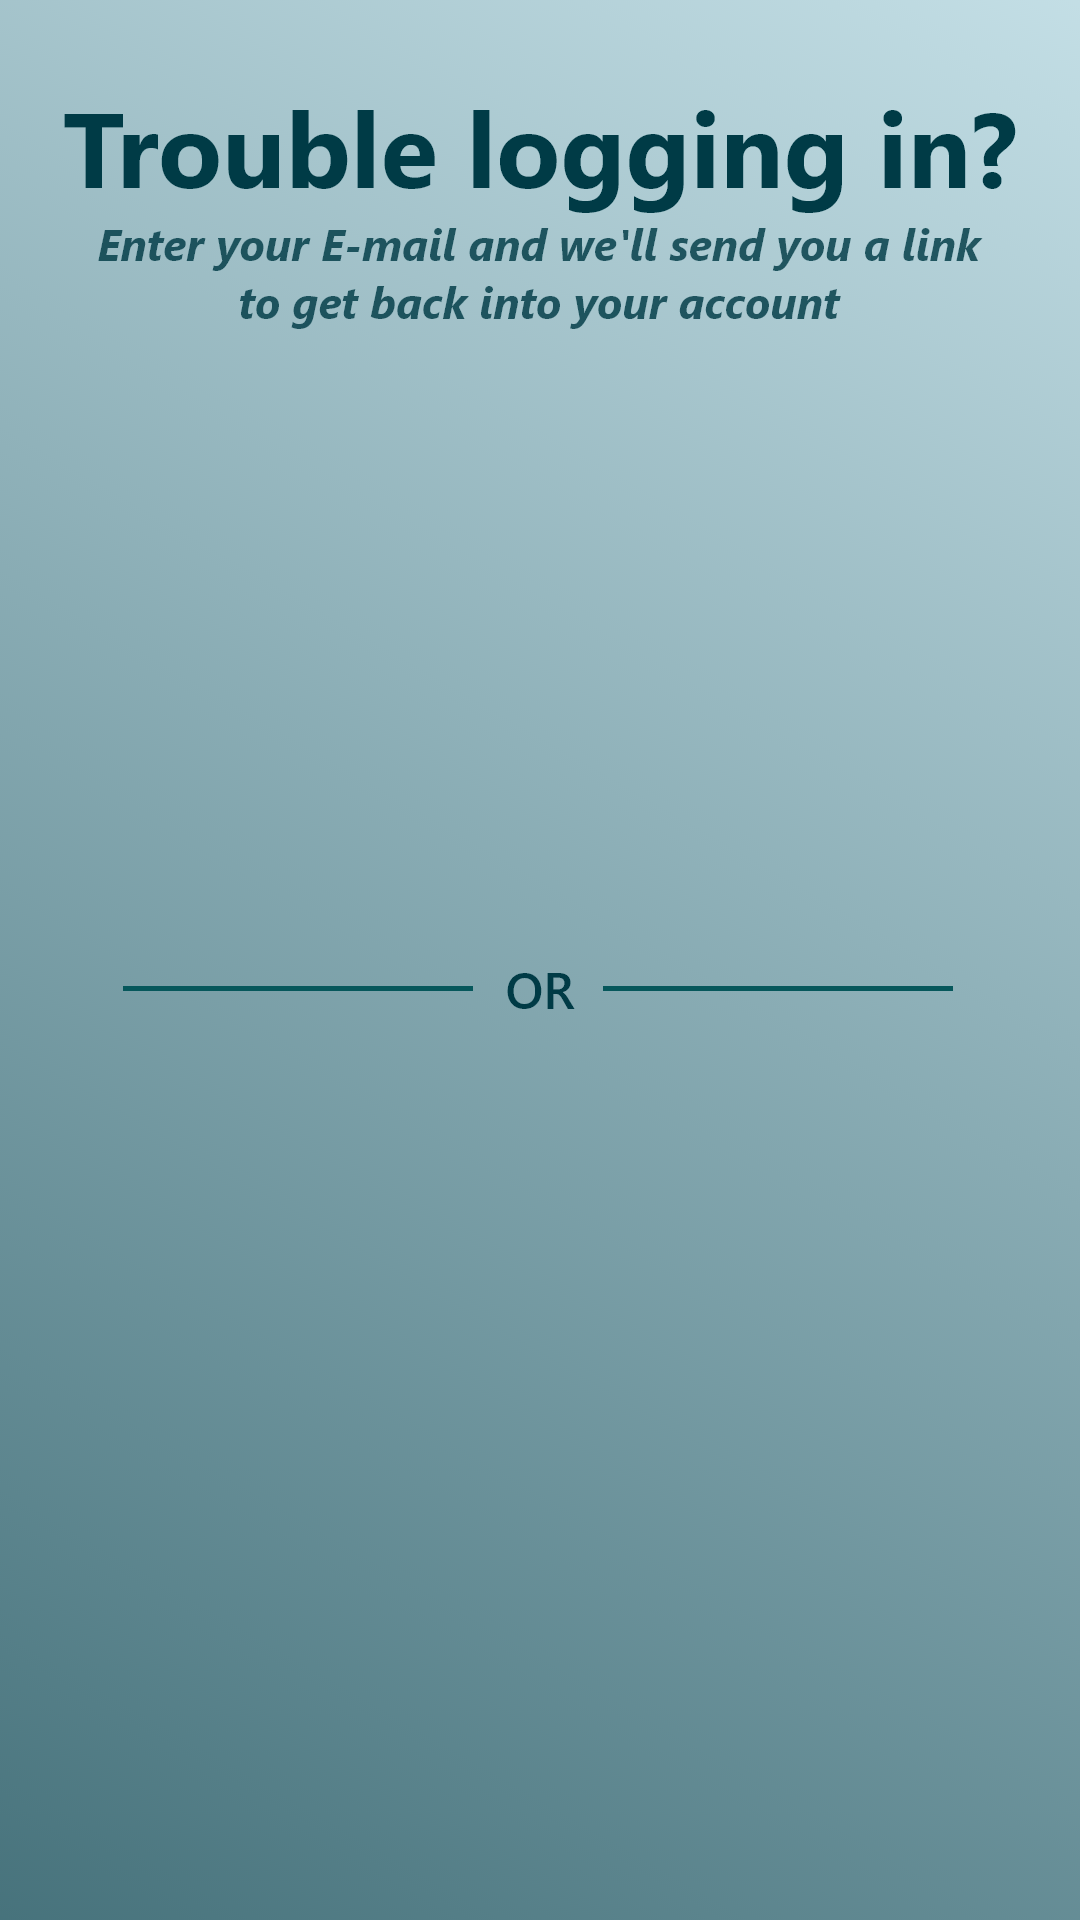 Trouble logging in?
Enter your E-mail and we'll send you a link
to get back into your account
OR